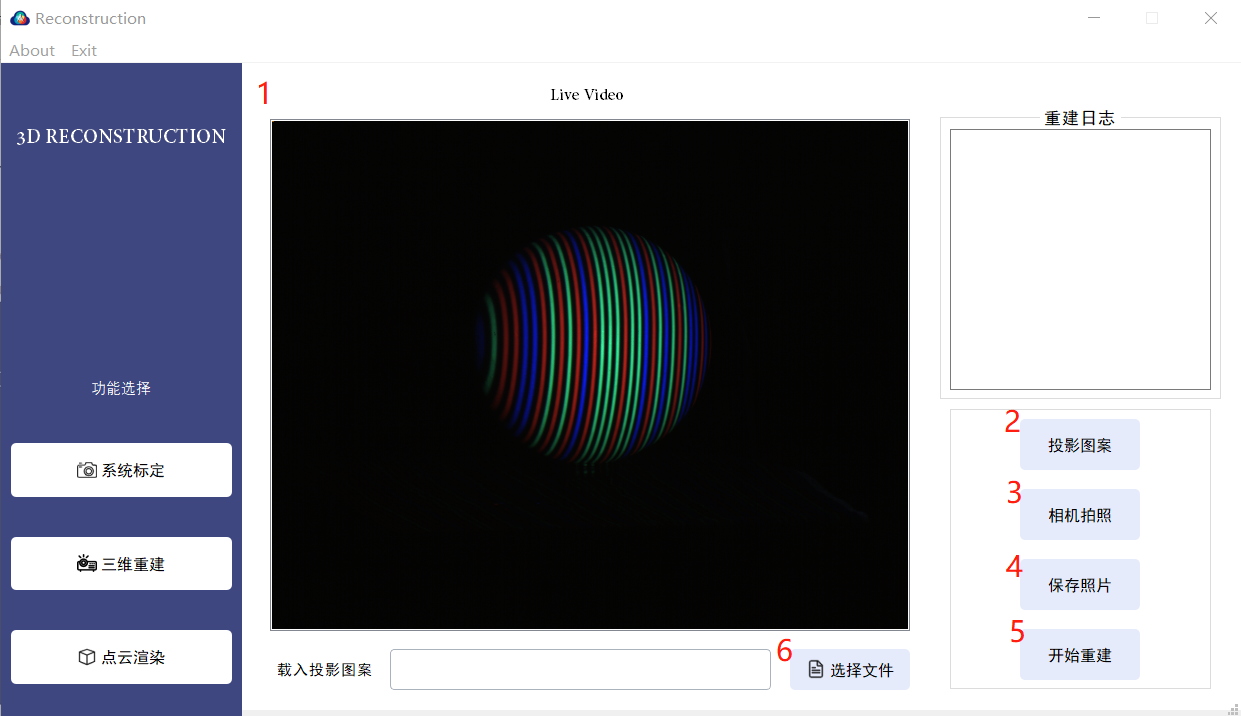 Reconstruction
About Exit
3D RECONSTRUCTION
功能选择
系统标定
三维重建
点云渲染
1
Live Video
载入投影图案
6
选择文件
重建日志
2
投影图案
3
相机拍照
4
保存照片
5
开始重建